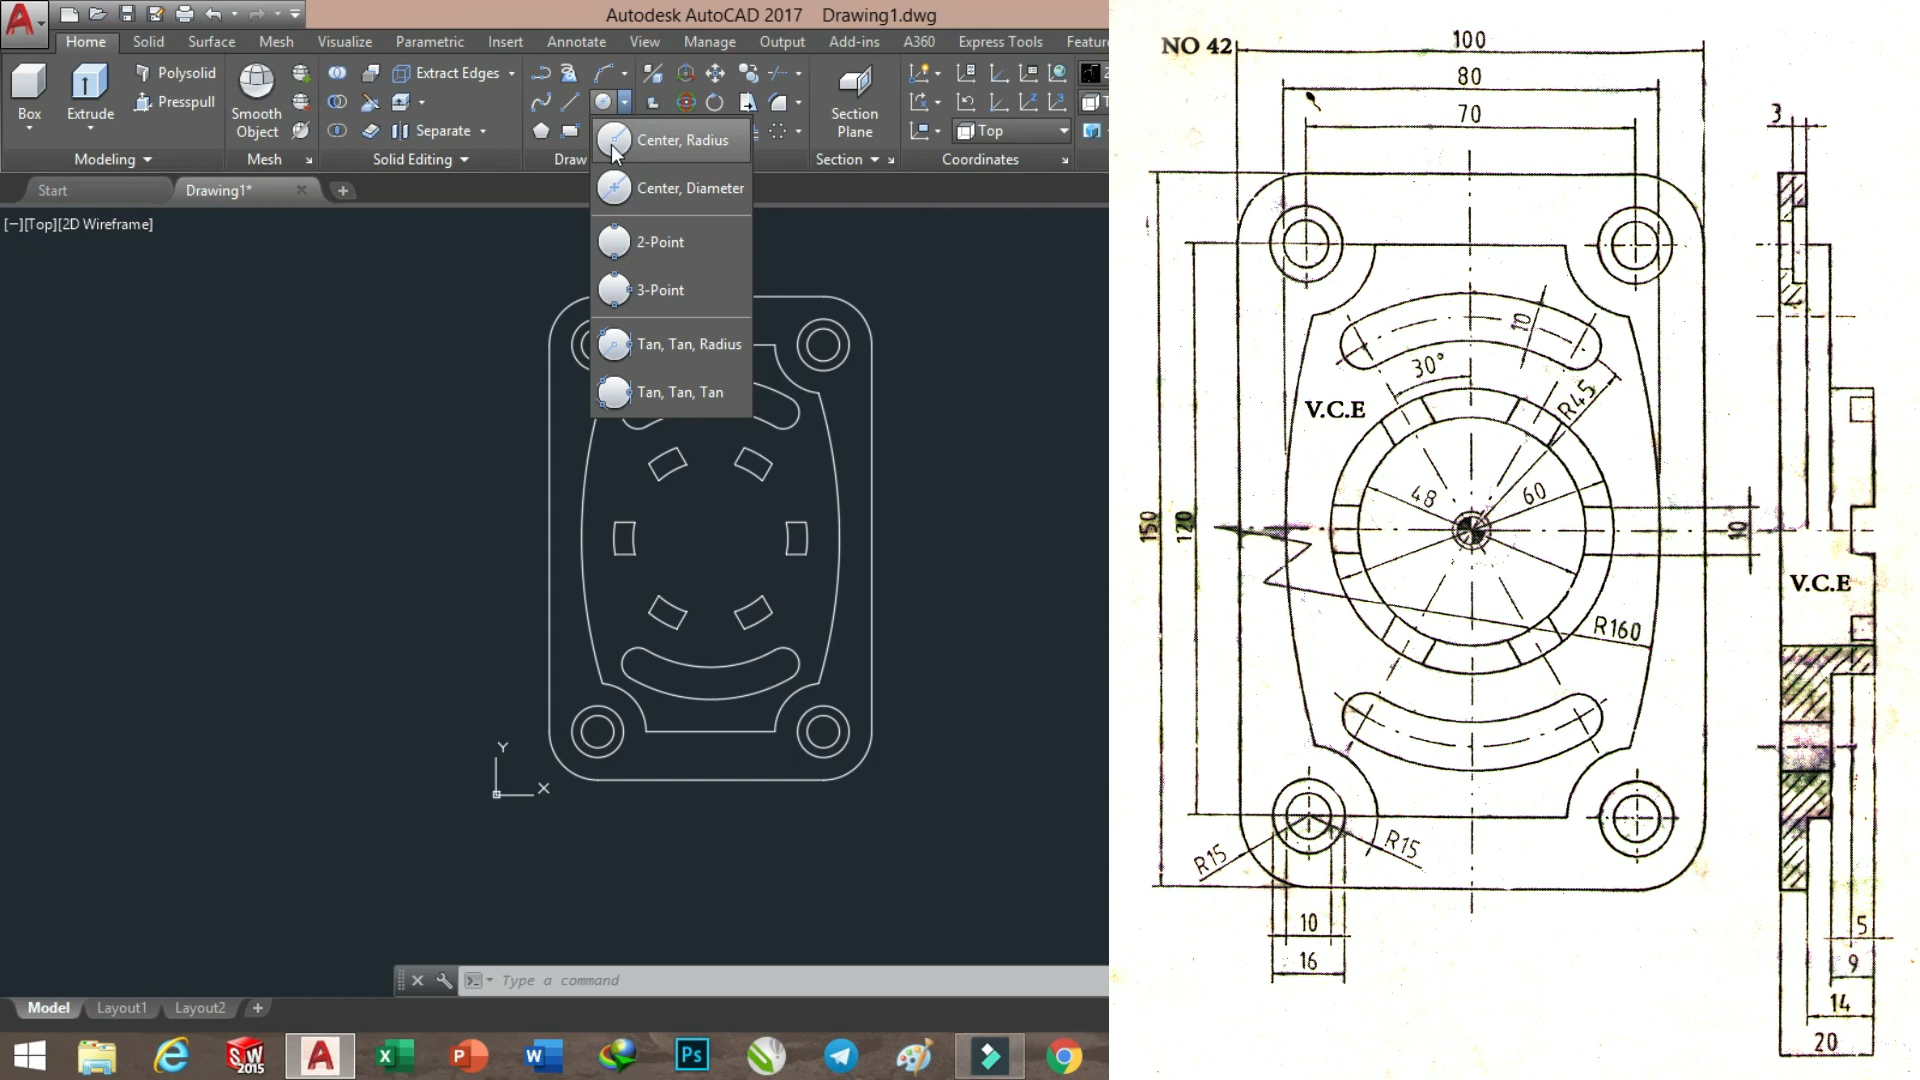 Autodesk AutoCAD 2017 Drawing1.dwg
Home Solid Surface Mesh Visualize Parametric Insert Annotate View Manage Output Add-ins A360 Express Tools Featur
Box
Extrude
Polysolid
Presspull
Smooth
Object
Extract Edges
Separate
Section
Plane
Top
Modeling
Mesh
Solid Editing
Draw
Section
Coordinates
Start
Drawing1*
[−][Top][2D Wireframe]
Center, Radius
Center, Diameter
2-Point
3-Point
Tan, Tan, Radius
Tan, Tan, Tan
Y
X
Type a command
Model Layout1 Layout2
SW
2015
X
P
W
Ps
NO 42
100
80
70
3
10
30°
R45
V.C.E
48
60
150
120
10
V.C.E
R160
R15
R15
10
16
5
9
14
20